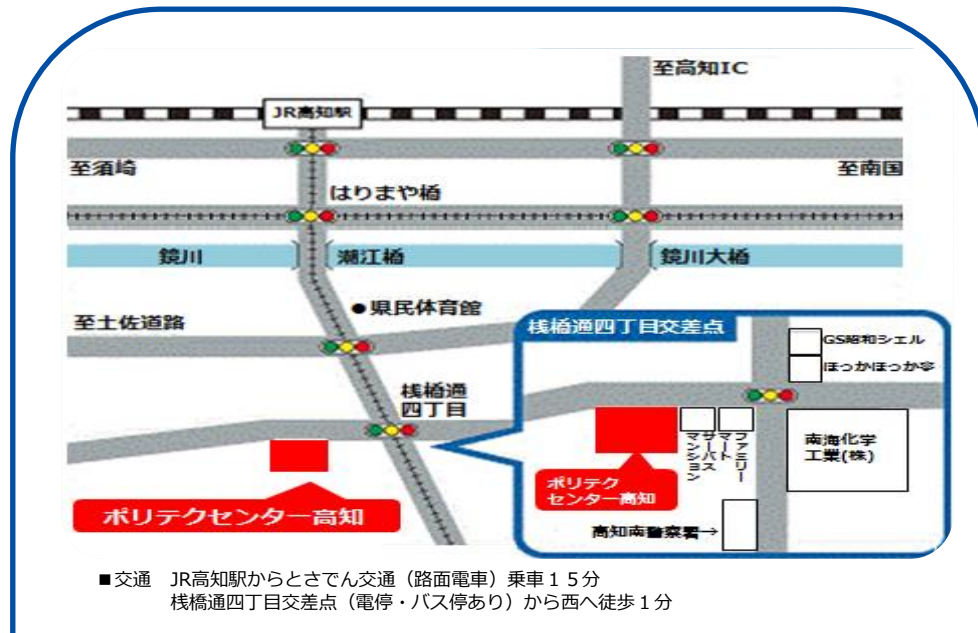 至高知IC
JR高知駅
至須崎
至南国
はりまや橋
鏡川
潮江橋
鏡川大橋
●県民体育館
至土佐道路
桟橋通四丁目交差点
GS昭和シェル
ほっかほっか亭
桟橋通
四丁目
ファミリー
マート
サーパス
マンション
南海化学
工業(株)
ポリテク
センター高知
ポリテクセンター高知
高知南警察署→
■交通 JR高知駅からとさでん交通（路面電車）乗車１５分
桟橋通四丁目交差点（電停・バス停あり）から西へ徒歩１分